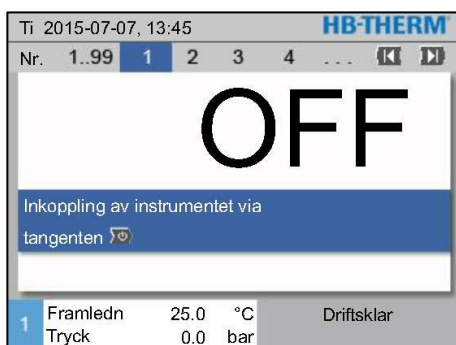 Ti 2015-07-07, 13:45 HB-THERM
Nr. 1..99 1 2 3 4 ...
OFF
Inkoppling av instrumentet via
tangenten
1 Framledn 25.0 °C Driftsklar
Tryck 0.0 bar